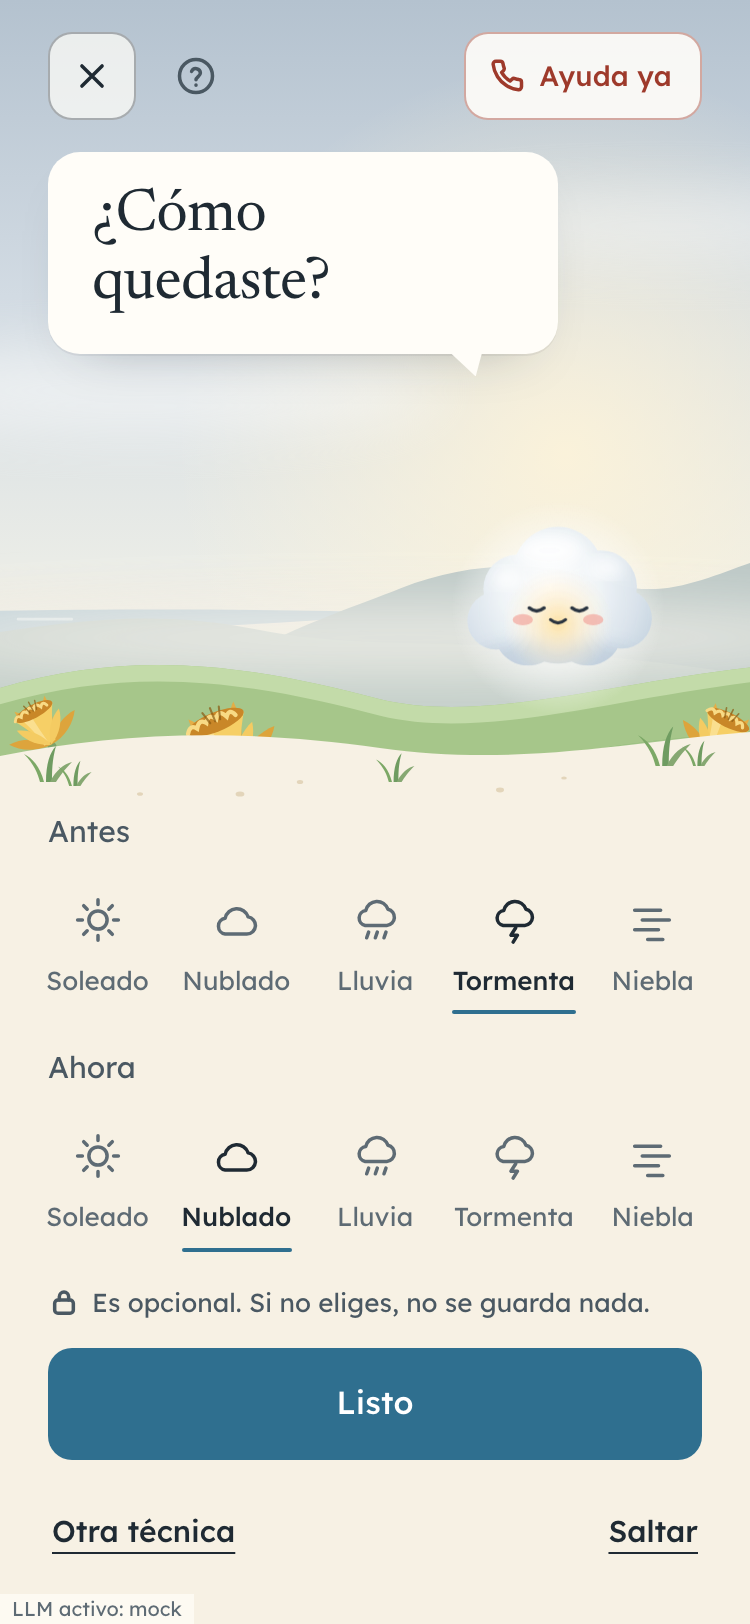 Ayuda ya
¿Cómo
quedaste?
Antes
Soleado Nublado Lluvia Tormenta Niebla
Ahora
Soleado Nublado Lluvia Tormenta Niebla
Es opcional. Si no eliges, no se guarda nada.
Listo
Otra técnica Saltar
LLM activo: mock